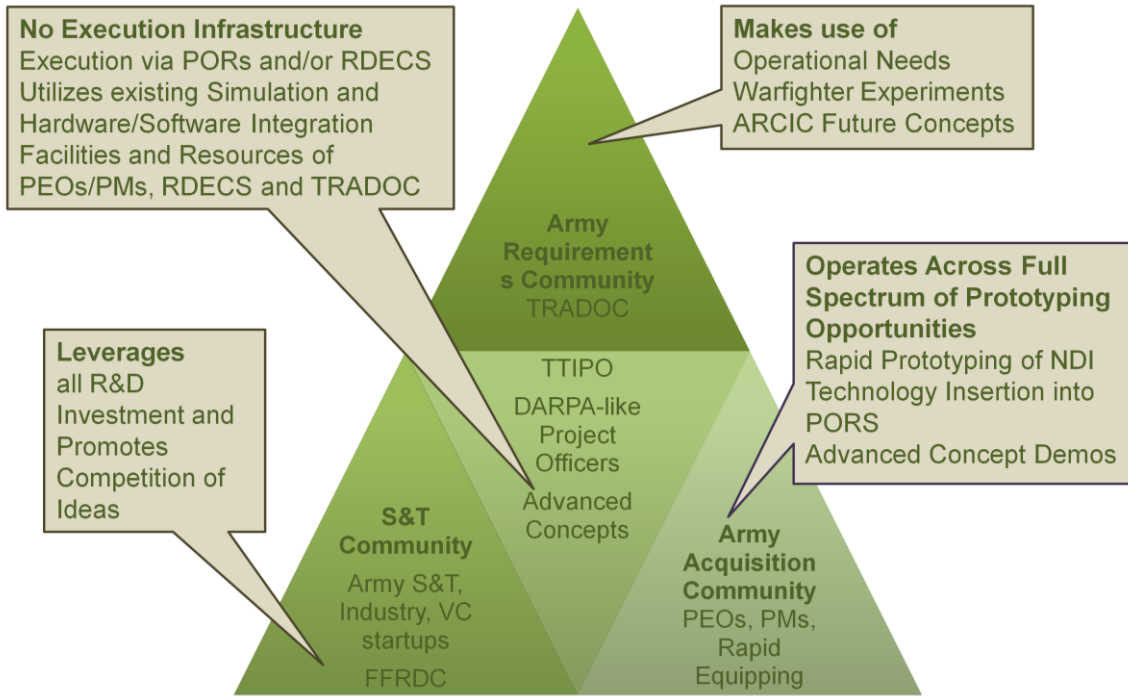 No Execution Infrastructure
Execution via PORs and/or RDECS
Utilizes existing Simulation and
Hardware/Software Integration
Facilities and Resources of
PEOs/PMs, RDECS and TRADOC
Makes use of
Operational Needs
Warfighter Experiments
ARCIC Future Concepts
Army
Requirement
s Community
TRADOC
Operates Across Full
Spectrum of Prototyping
Opportunities
Rapid Prototyping of NDI
Technology Insertion into
PORS
Advanced Concept Demos
Leverages
all R&D
Investment and
Promotes
Competition of
Ideas
TTIPO
DARPA-like
Project
Officers
Advanced
Concepts
S&T
Community
Army S&T,
Industry, VC
startups
FFRDC
Army
Acquisition
Community
PEOs, PMs,
Rapid
Equipping